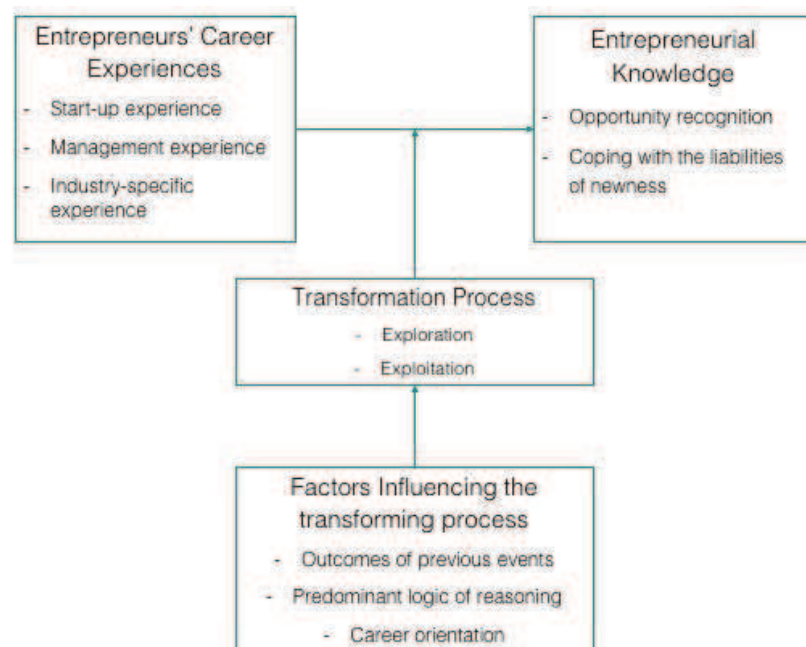 Entrepreneurs' Career
Experiences
- Start-up experience
- Management experience
- Industry-specific
experience
Entrepreneurial
Knowledge
- Opportunity recognition
- Coping with the liabilities
of newness
Transformation Process
- Exploration
- Exploitation
Factors Influencing the
transforming process
- Outcomes of previous events
- Predominant logic of reasoning
- Career orientation